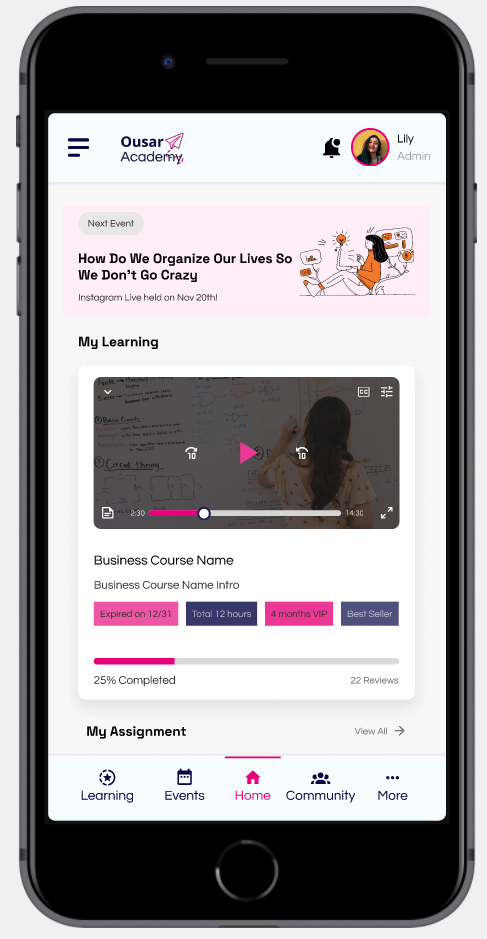 Ousar
Academy
Lily
Admin
Next Event
How Do We Organize Our Lives So
We Don't Go Crazy
Instagram Live held on Nov 20th!
My Learning
CC
Circuit theory
10
10
2:30
14:30
Business Course Name
Business Course Name Intro
Expired on 12/31
Total 12 hours
4 months VIP
Best Seller
25% Completed
22 Reviews
My Assignment
View All
Learning
Events
Home
Community
More